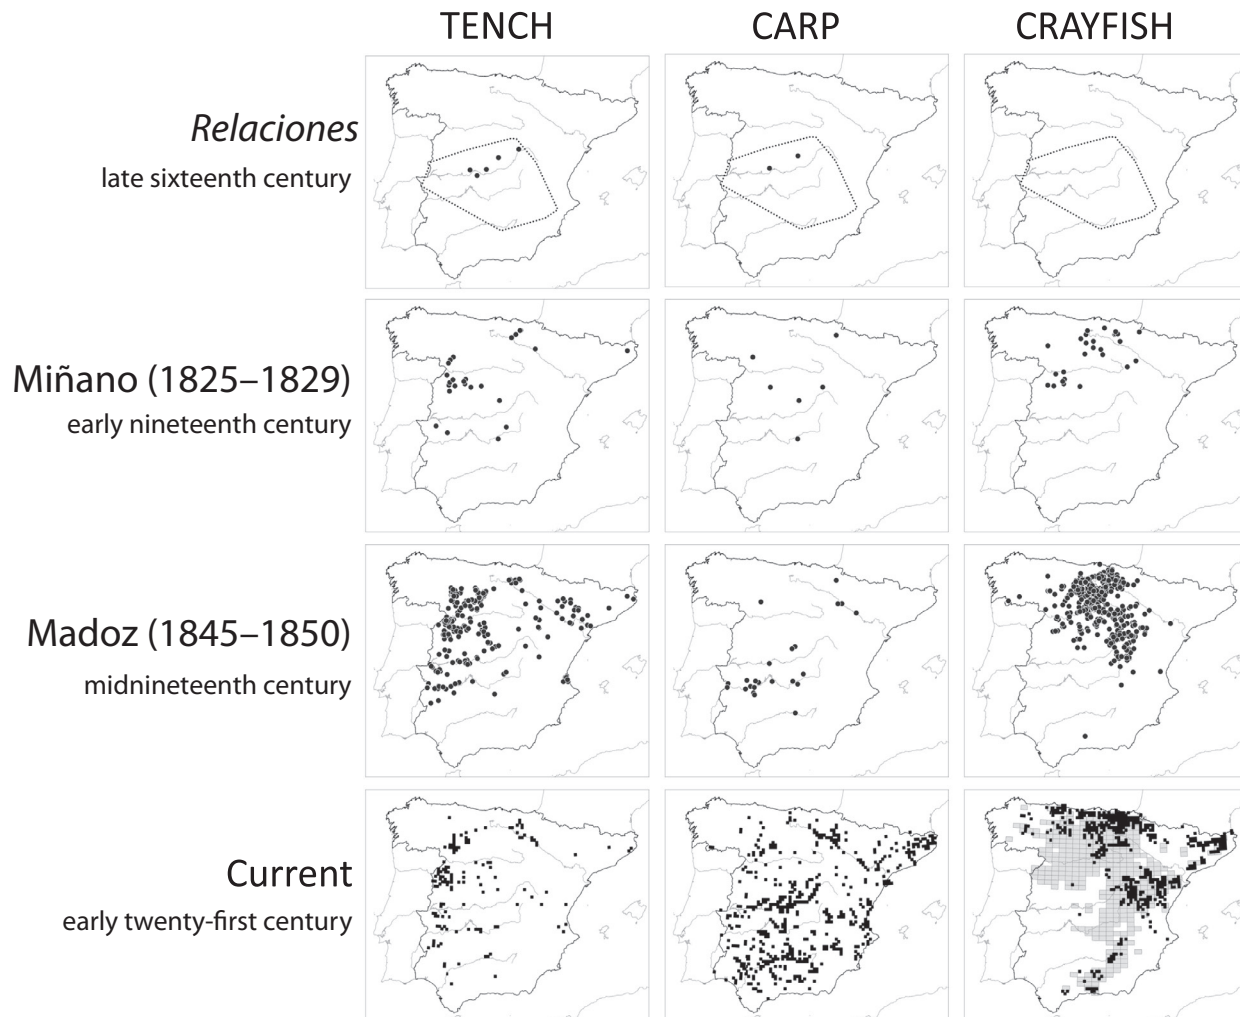 TENCH CARP CRAYFISH
Relaciones
late sixteenth century
Miñano (1825–1829)
early nineteenth century
Madoz (1845–1850)
midnineteenth century
Current
early twenty-first century